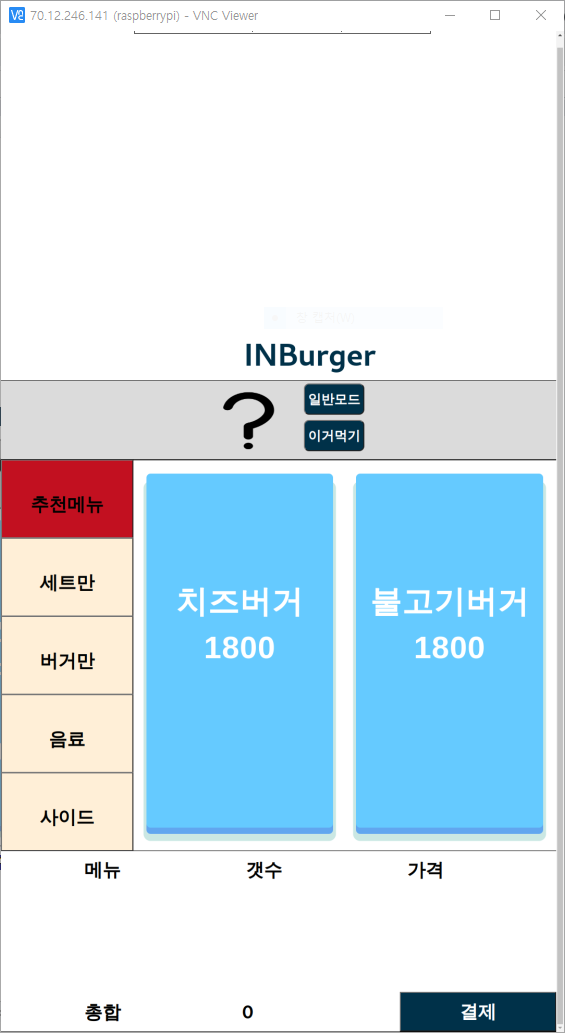 70.12.246.141 (raspberrypi) - VNC Viewer
INBurger
?
일반모드
이거먹기
추천메뉴
세트만
버거만
음료
사이드
치즈버거
1800
불고기버거
1800
메뉴 갯수 가격
총합 0 결제